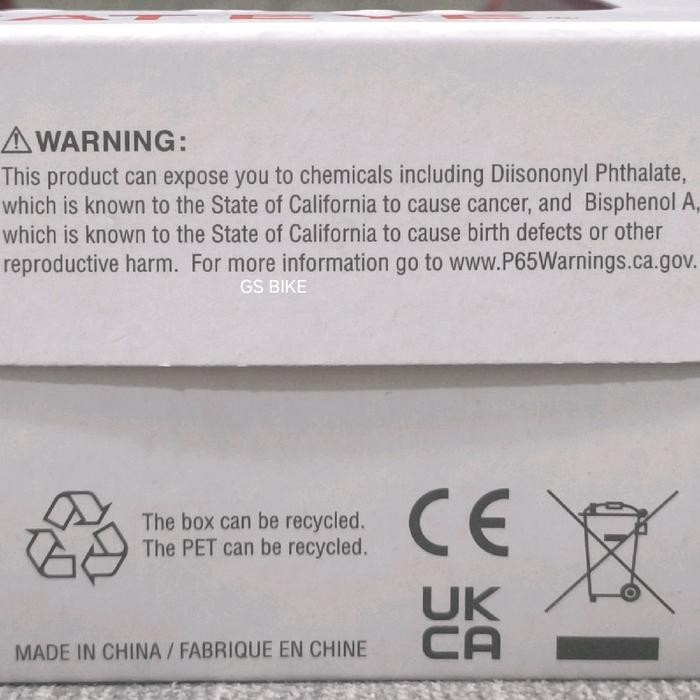 AT EYE
⚠WARNING:
This product can expose you to chemicals including Diisononyl Phthalate,
which is known to the State of California to cause cancer, and Bisphenol A,
which is known to the State of California to cause birth defects or other
reproductive harm. For more information go to www.P65Warnings.ca.gov.
GS BIKE
The box can be recycled.
The PET can be recycled.
CE
UK
CA
MADE IN CHINA / FABRIQUE EN CHINE